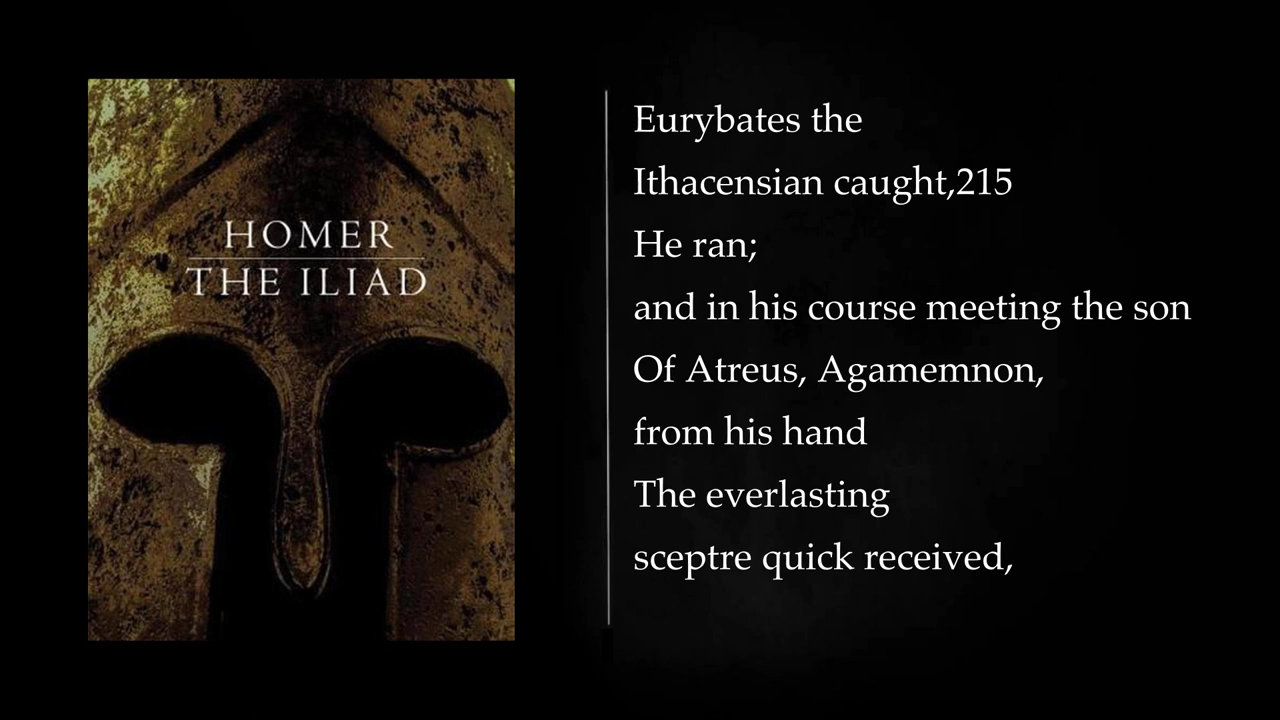 HOMER
THE ILIAD
Eurybates the
Ithacensian caught,215
He ran;
and in his course meeting the son
Of Atreus, Agamemnon,
from his hand
The everlasting
sceptre quick received,